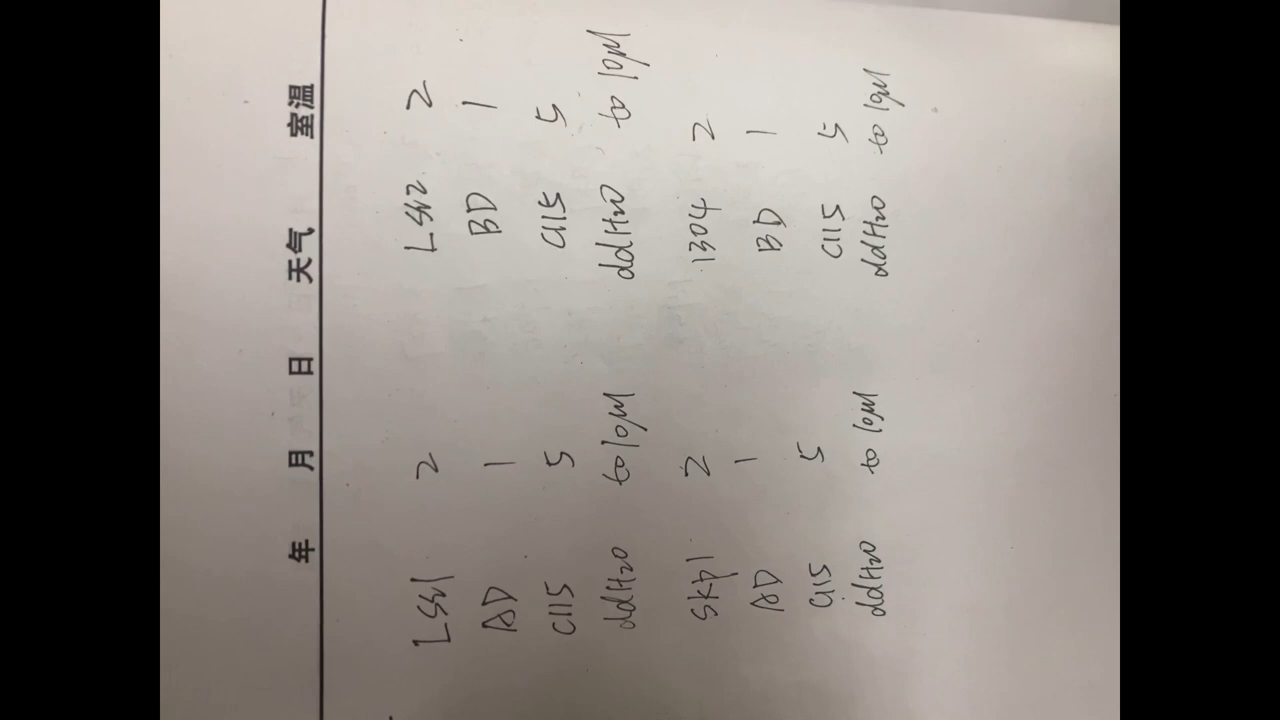 年 月 日 天气 室温
LSs1 2 LSs2 2
AD 1 BD 1
C115 5 C115 5
ddH2O to 10μl ddH2O to 10μl
Skp1 2 1304 2
AD 1 BD 1
C115 5 C115 5
ddH2O to 10μl ddH2O to 10μl